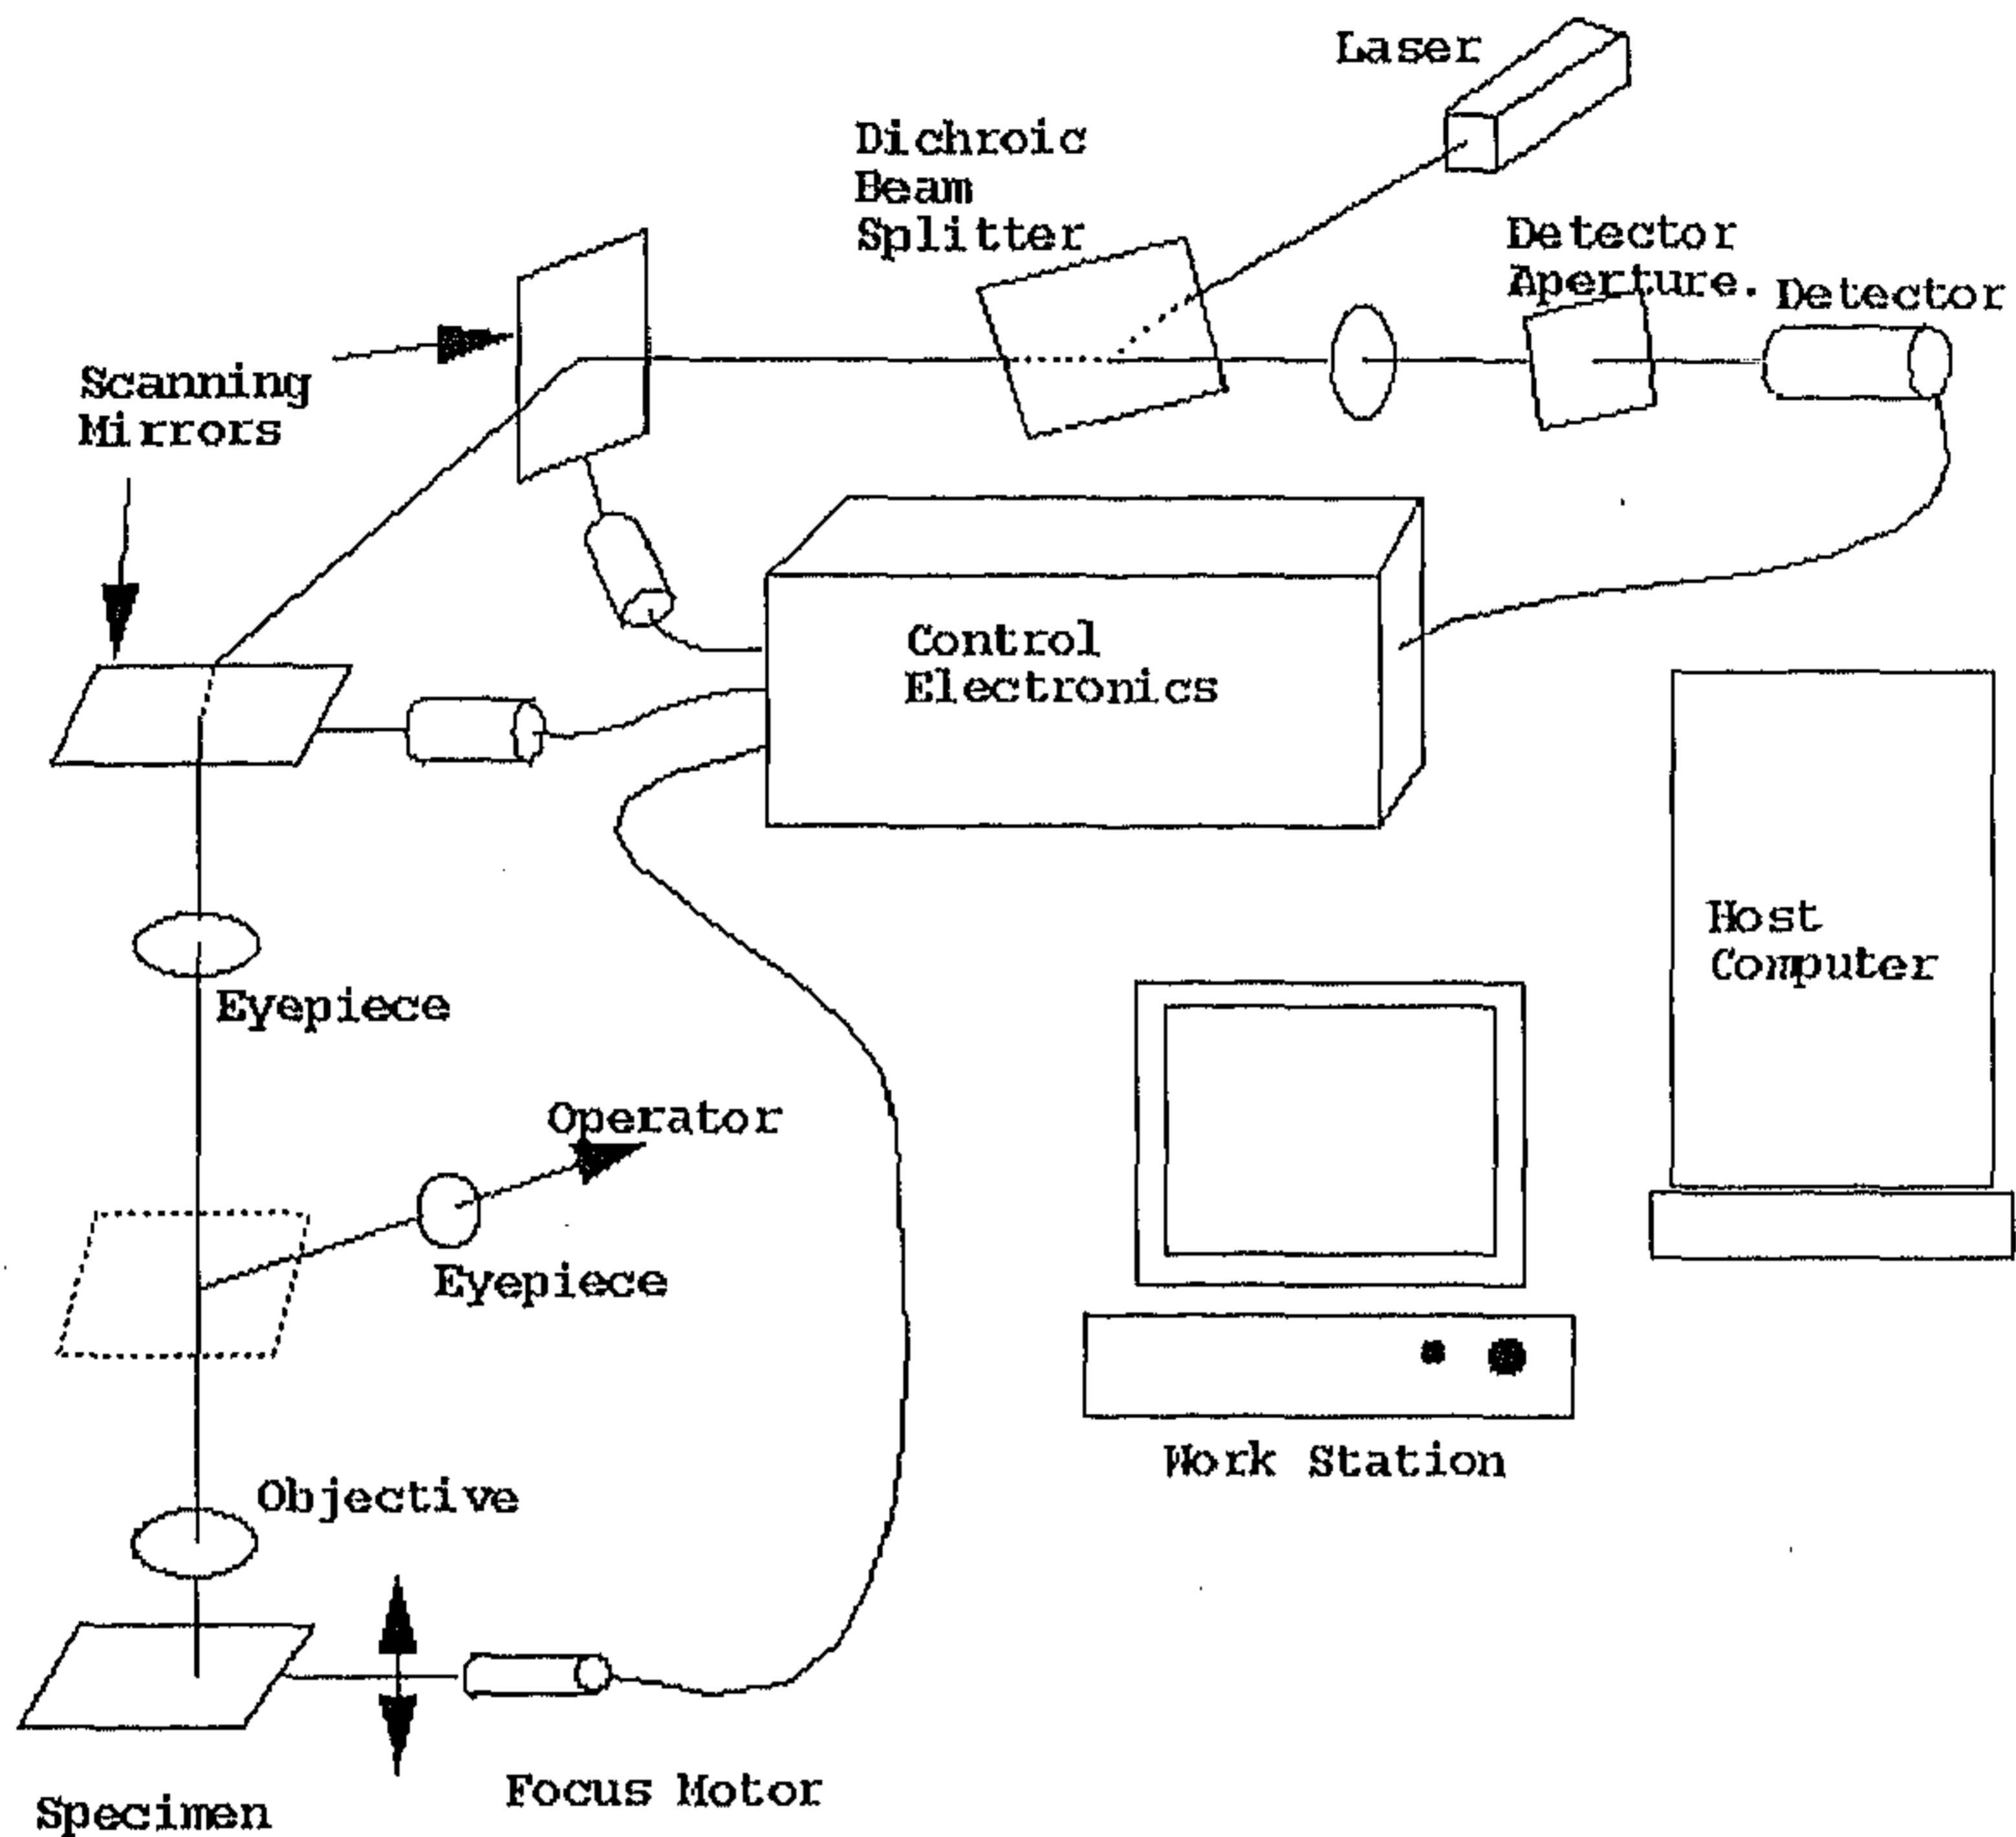 Laser
Dichroic
Beam
Splitter
Detector
Aperture.
Detector
Scanning
Mirrors
Control
Electronics
Host
Computer
Eyepiece
Operator
Eyepiece
Work Station
Objective
Focus Motor
Specimen